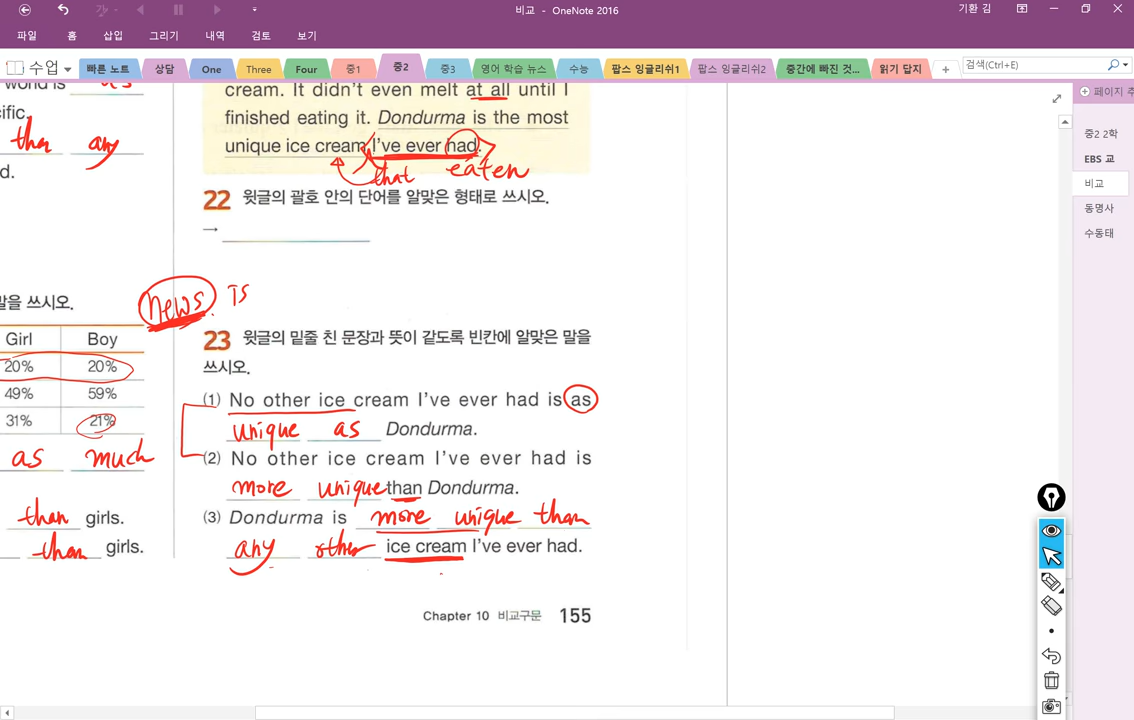 비교 - OneNote 2016
기환 김
파일 홈 삽입 그리기 내역 검토 보기
수업 빠른 노트 상담 One Three Four 중1 중2 중3 영어 학습 뉴스 수능 팝스 잉글리쉬1 팝스 잉글리쉬2 중간에 빠진 것... 읽기 답지 + 검색(Ctrl+E)
페이지 추
중2 2학
EBS 교
비교
동명사
수동태
world is as
cific.
than any
d.
말을 쓰시오.
Girl Boy
20% 20%
49% 59%
31% 21%
as much
than girls.
than girls.
cream. It didn't even melt at all until I
finished eating it. Dondurma is the most
unique ice cream I've ever had.
that eaten
22 윗글의 괄호 안의 단어를 알맞은 형태로 쓰시오.
→
News. is
23 윗글의 밑줄 친 문장과 뜻이 같도록 빈칸에 알맞은 말을
쓰시오.
(1) No other ice cream I've ever had is as
unique as Dondurma.
(2) No other ice cream I've ever had is
more unique than Dondurma.
(3) Dondurma is more unique than
any other ice cream I've ever had.
Chapter 10 비교구문 155